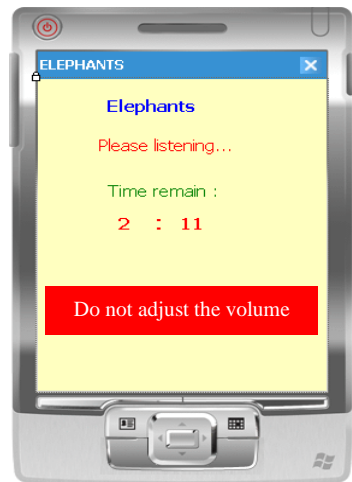 ELEPHANTS
Elephants
Please listening...
Time remain :
2 : 11
Do not adjust the volume